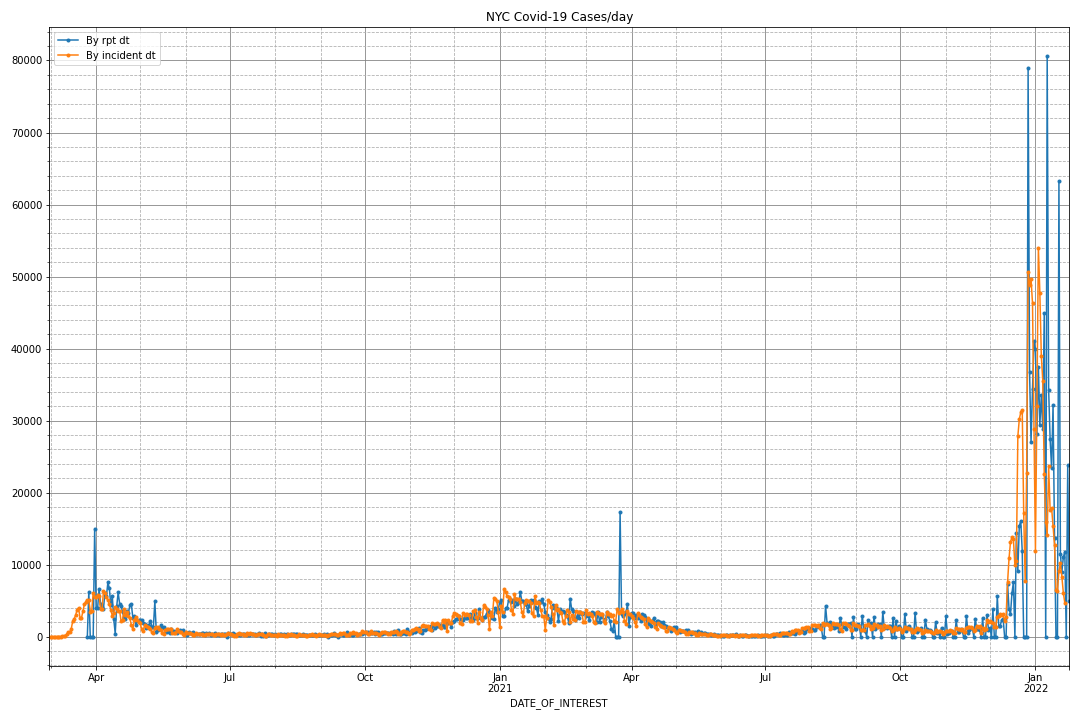 NYC Covid-19 Cases/day
By rpt dt
By incident dt
80000
70000
60000
50000
40000
30000
20000
10000
0
Apr Jul Oct Jan Apr Jul Oct Jan
2021 2022
DATE_OF_INTEREST